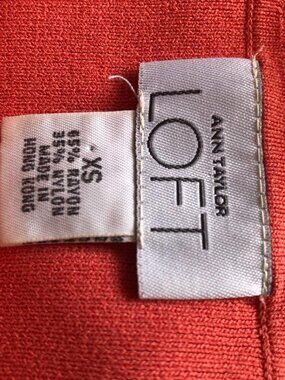 ANN TAYLOR
LOFT
XS
65% RAYON
35% NYLON
MADE IN
HONG KONG